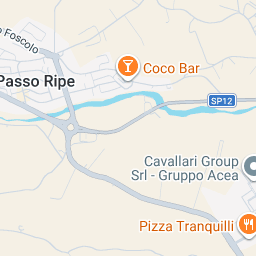 o Foscolo
Coco Bar
Passo Ripe
SP12
Cavallari Group
Srl - Gruppo Acea
Pizza Tranquilli